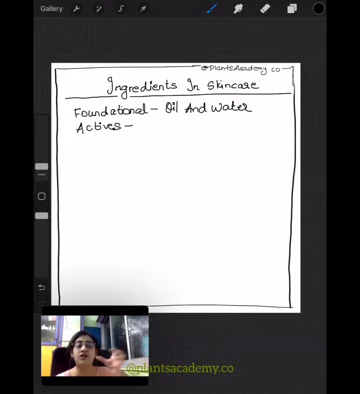 Gallery
@PlantsAcademy.co
Ingredients In Skincare
Foundational - Oil And Water
Actives -
@plantsacademy.co